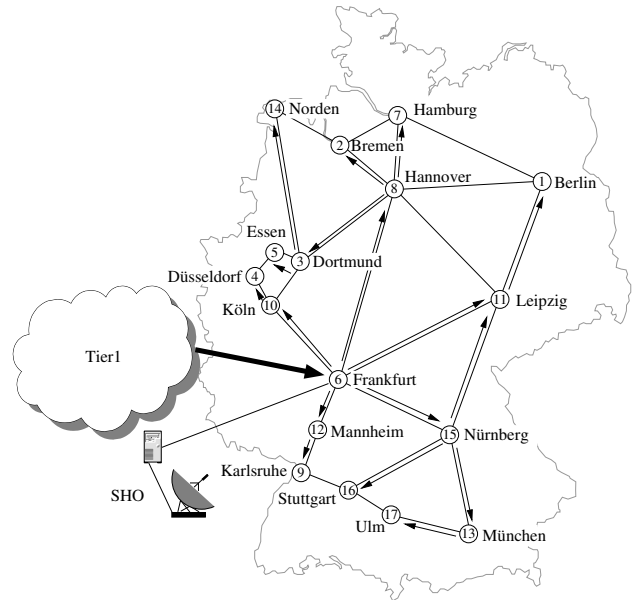 14 Norden
7 Hamburg
2 Bremen
8 Hannover
1 Berlin
Essen
5
3 Dortmund
Düsseldorf 4
Köln 10
11 Leipzig
Tier1
6 Frankfurt
12 Mannheim
15 Nürnberg
Karlsruhe 9
SHO
Stuttgart 16
Ulm 17
13 München